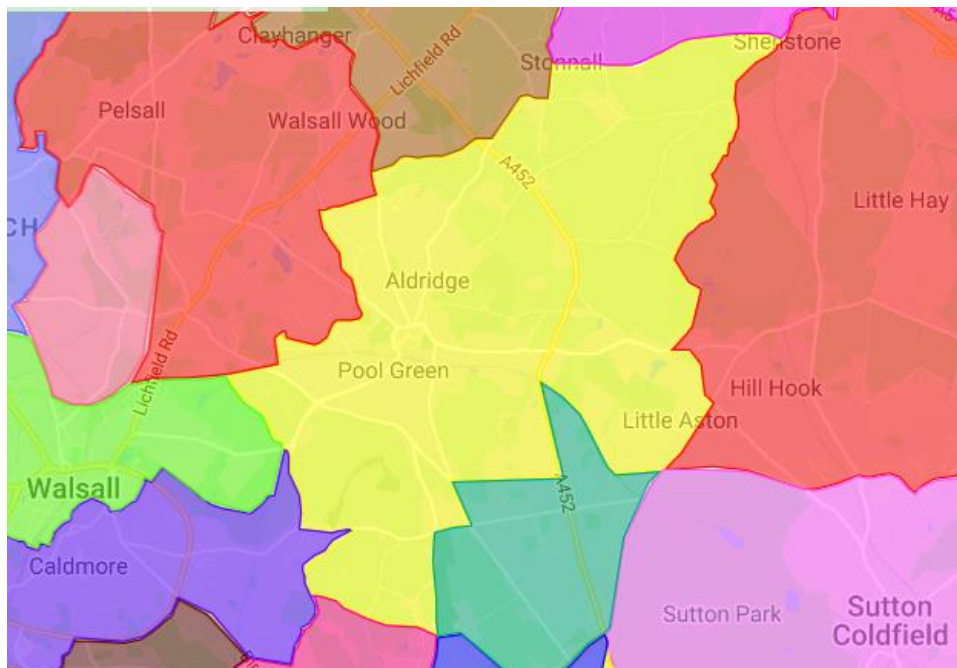 Clayhanger
Shenstone
Stonnall
Lichfield Rd
Pelsall
Walsall Wood
A452
Little Hay
CH
Aldridge
Pool Green
Lichfield Rd
Hill Hook
Little Aston
Walsall
A452
Caldmore
Sutton Park
Sutton
Coldfield